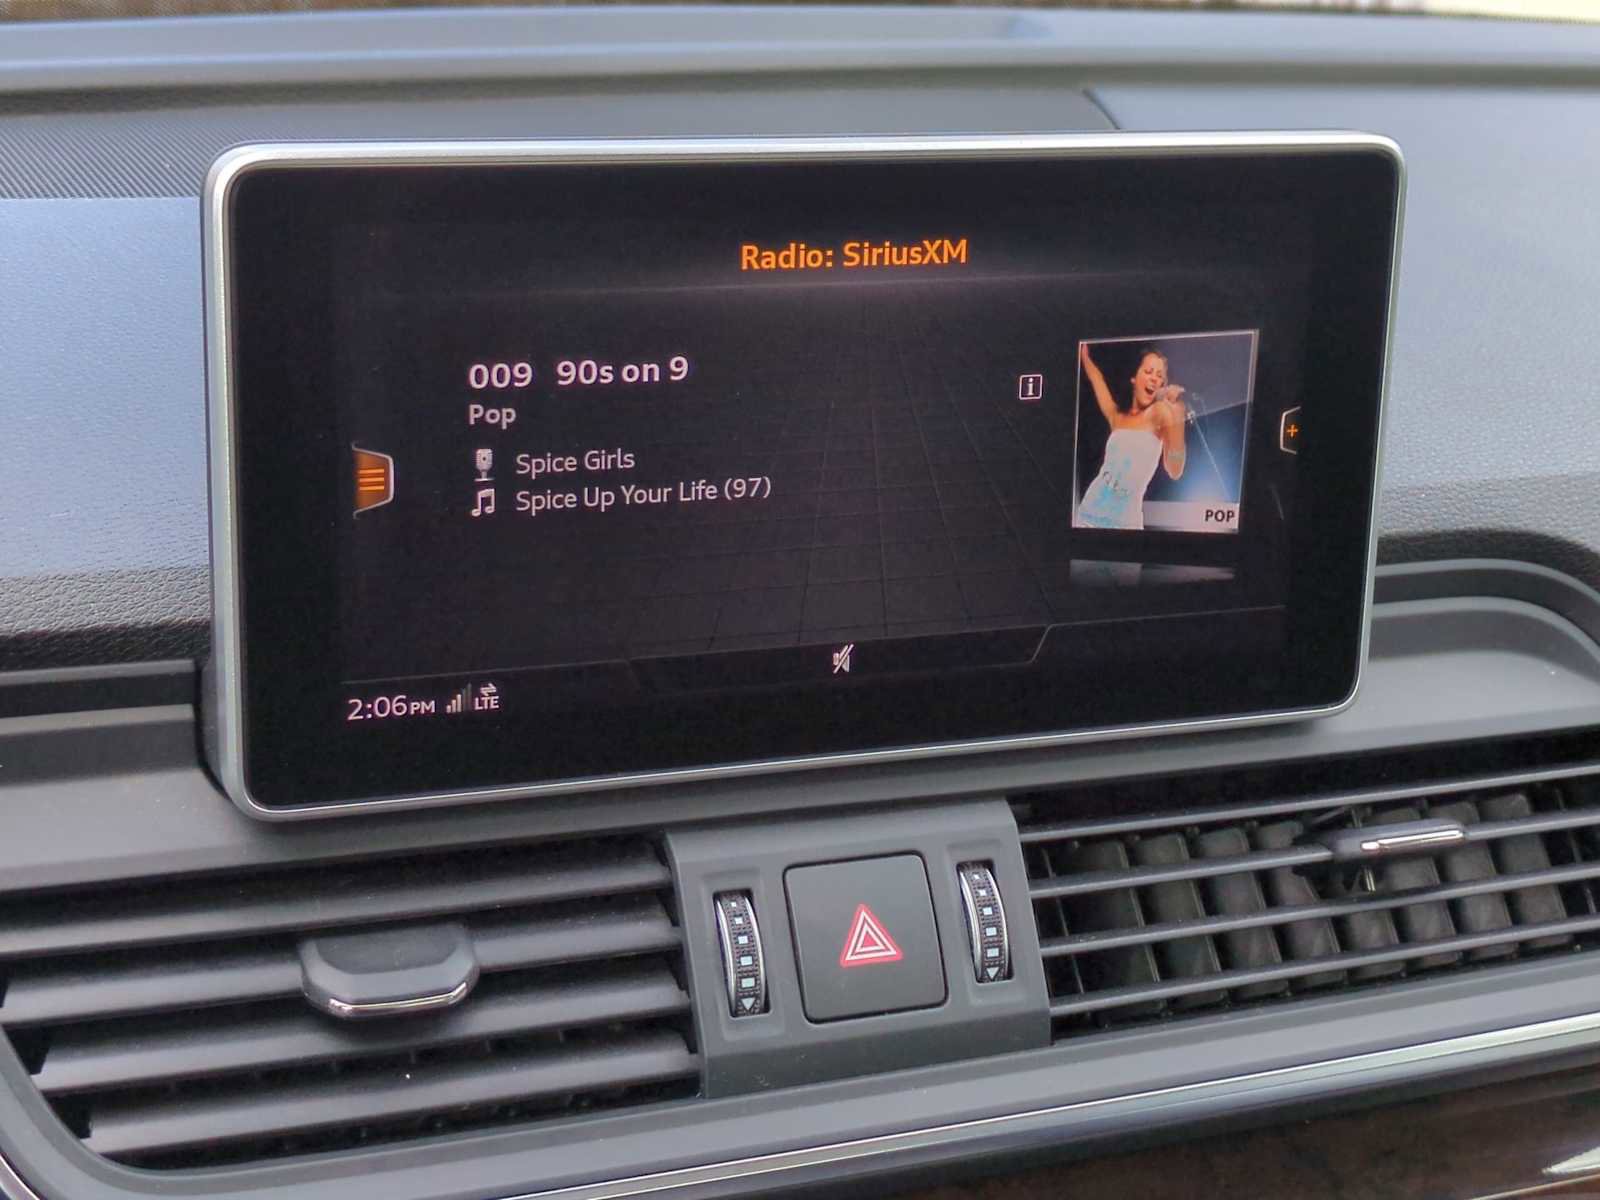 Radio: SiriusXM
009 90s on 9
Pop
Spice Girls
Spice Up Your Life (97)
POP
2:06PM LTE